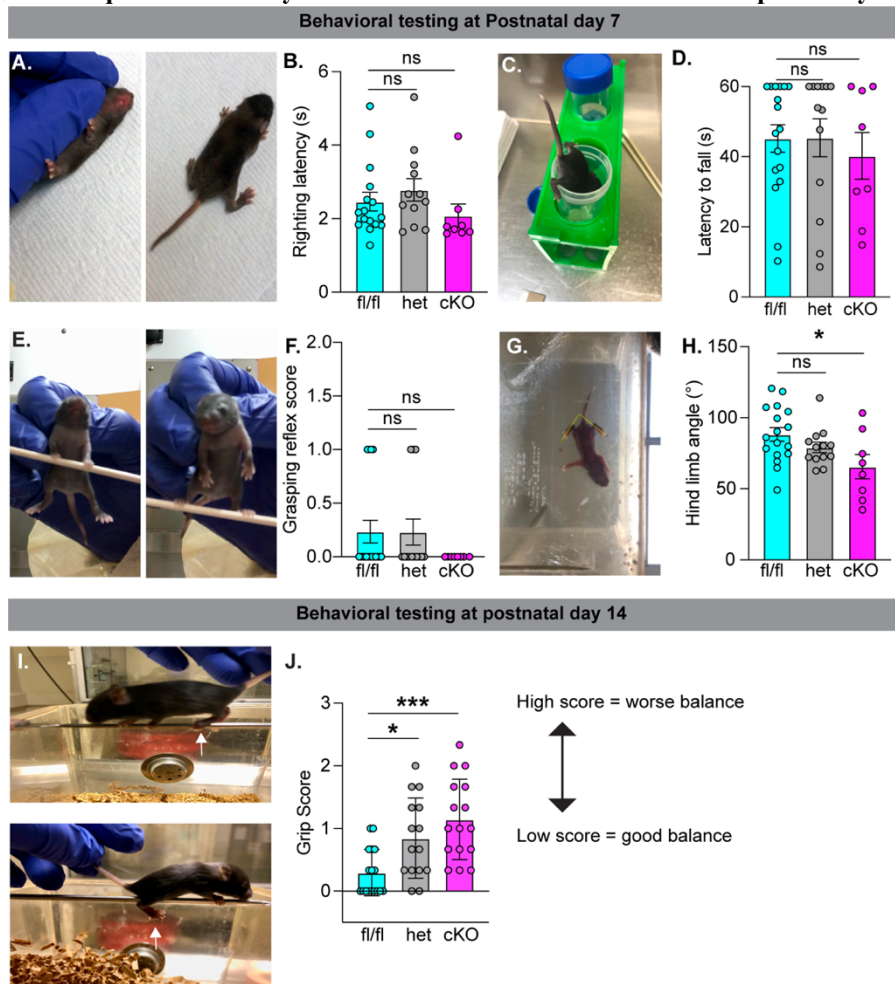 Behavioral testing at Postnatal day 7
A.
B.
Righting latency (s)
6
4
2
0
ns
ns
fl/fl het cKO
C.
D.
Latency to fall (s)
60
40
20
0
ns
ns
fl/fl het cKO
E.
F.
Grasping reflex score
2.0
1.5
1.0
0.5
0.0
ns
ns
fl/fl het cKO
G.
H.
Hind limb angle (°)
150
100
50
0
*
ns
fl/fl het cKO
Behavioral testing at postnatal day 14
I.
J.
Grip Score
3
2
1
0
***
*
fl/fl het cKO
High score = worse balance
Low score = good balance